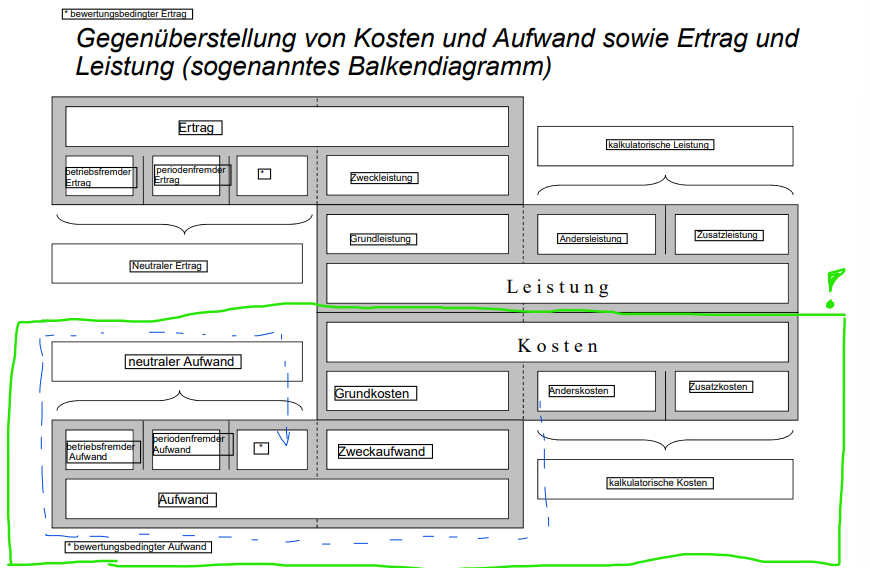 * bewertungsbedingter Ertrag
Gegenüberstellung von Kosten und Aufwand sowie Ertrag und
Leistung (sogenanntes Balkendiagramm)
Ertrag
kalkulatorische Leistung
betriebsfremder
Ertrag
periodenfremder
Ertrag
*
Zweckleistung
Grundleistung
Andersleistung
Zusatzleistung
Neutraler Ertrag
Leistung
!
Kosten
neutraler Aufwand
Grundkosten
Anderskosten
Zusatzkosten
betriebsfremder
Aufwand
periodenfremder
Aufwand
*
Zweckaufwand
kalkulatorische Kosten
Aufwand
* bewertungsbedingter Aufwand